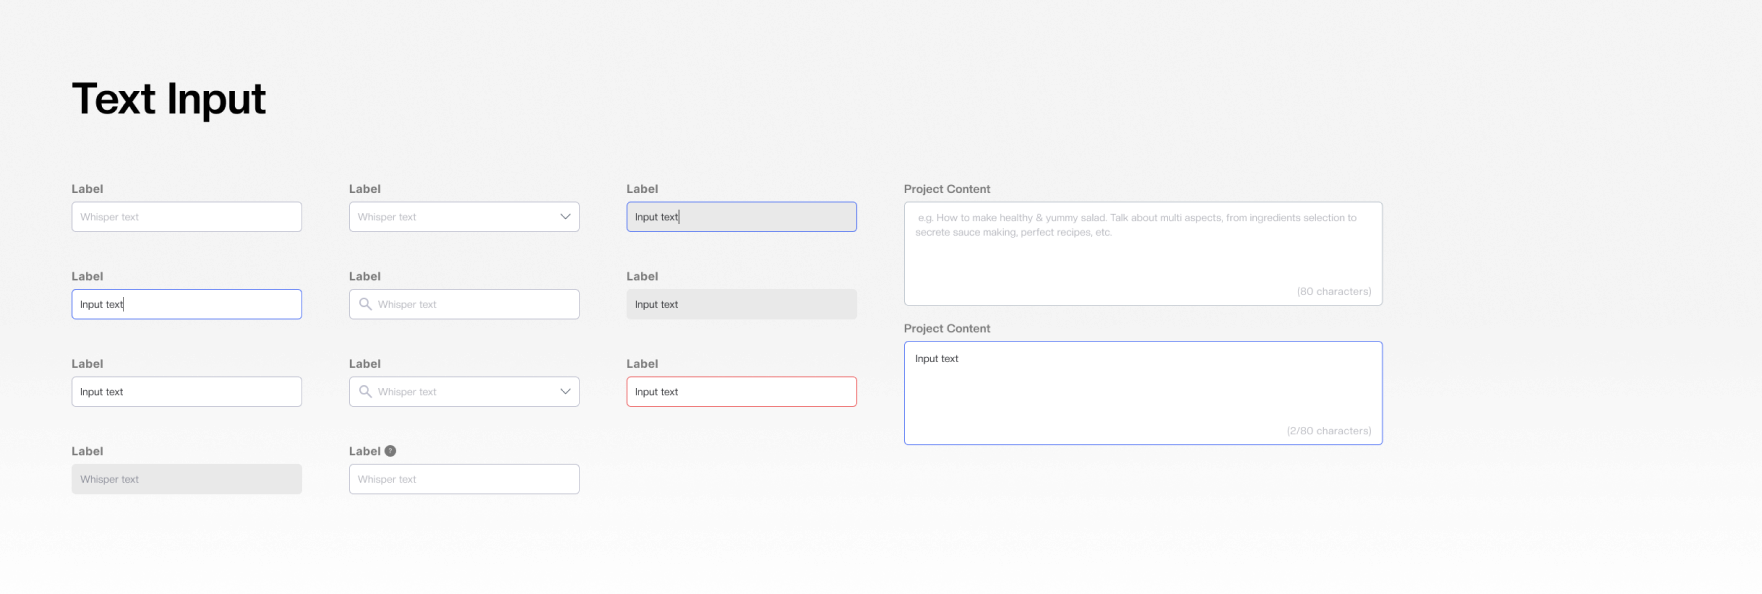 Text Input
Label
Whisper text
Label
Input text
Label
Input text
Label
Whisper text
Label
Whisper text
Label
Whisper text
Label
Whisper text
Label ?
Whisper text
Label
Input text
Label
Input text
Label
Input text
Project Content
e.g. How to make healthy & yummy salad. Talk about multi aspects, from ingredients selection to
secrete sauce making, perfect recipes, etc.
(80 characters)
Project Content
Input text
(2/80 characters)